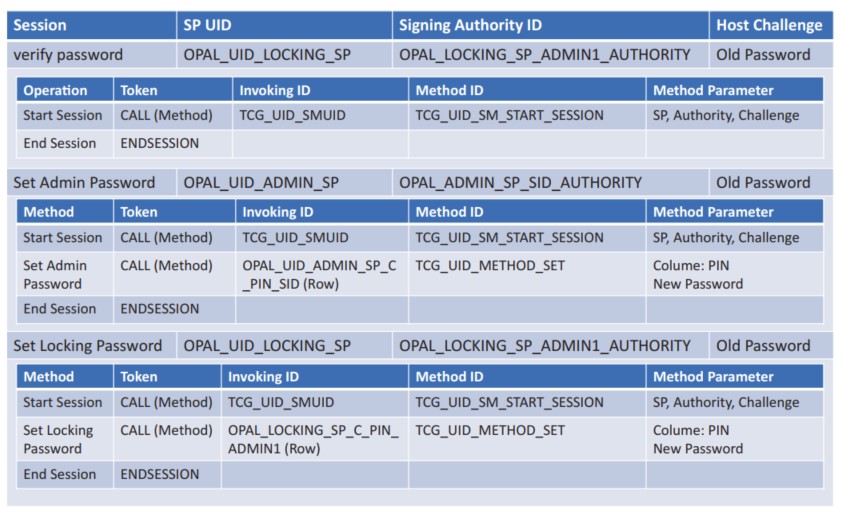 Session SP UID Signing Authority ID Host Challenge
verify password OPAL_UID_LOCKING_SP OPAL_LOCKING_SP_ADMIN1_AUTHORITY Old Password
Operation Token Invoking ID Method ID Method Parameter
Start Session CALL (Method) TCG_UID_SMUID TCG_UID_SM_START_SESSION SP, Authority, Challenge
End Session ENDSESSION
Set Admin Password OPAL_UID_ADMIN_SP OPAL_ADMIN_SP_SID_AUTHORITY Old Password
Method Token Invoking ID Method ID Method Parameter
Start Session CALL (Method) TCG_UID_SMUID TCG_UID_SM_START_SESSION SP, Authority, Challenge
Set Admin CALL (Method) OPAL_UID_ADMIN_SP_C TCG_UID_METHOD_SET Colume: PIN
Password _PIN_SID (Row) New Password
End Session ENDSESSION
Set Locking Password OPAL_UID_LOCKING_SP OPAL_LOCKING_SP_ADMIN1_AUTHORITY Old Password
Method Token Invoking ID Method ID Method Parameter
Start Session CALL (Method) TCG_UID_SMUID TCG_UID_SM_START_SESSION SP, Authority, Challenge
Set Locking CALL (Method) OPAL_LOCKING_SP_C_PIN_ TCG_UID_METHOD_SET Colume: PIN
Password ADMIN1 (Row) New Password
End Session ENDSESSION